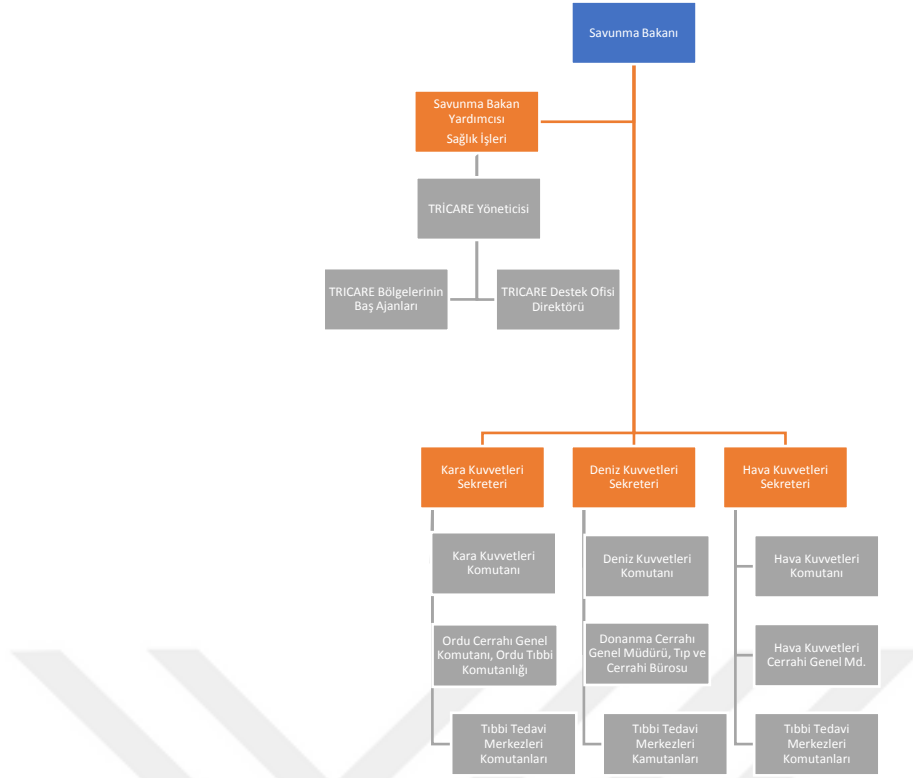 Savunma Bakanı
Savunma Bakan
Yardımcısı
Sağlık İşleri
TRİCARE Yöneticisi
TRICARE Bölgelerinin
Baş Ajanları
TRICARE Destek Ofisi
Direktörü
Kara Kuvvetleri
Sekreteri
Deniz Kuvvetleri
Sekreteri
Hava Kuvvetleri
Sekreteri
Kara Kuvvetleri
Komutanı
Deniz Kuvvetleri
Komutanı
Hava Kuvvetleri
Komutanı
Ordu Cerrahı Genel
Komutanı, Ordu Tıbbi
Komutanlığı
Donanma Cerrahı
Genel Müdürü, Tıp ve
Cerrahi Bürosu
Hava Kuvvetleri
Cerrahi Genel Md.
Tıbbi Tedavi
Merkezleri
Komutanları
Tıbbi Tedavi
Merkezleri
Kamutanları
Tıbbi Tedavi
Merkezleri
Komutanları